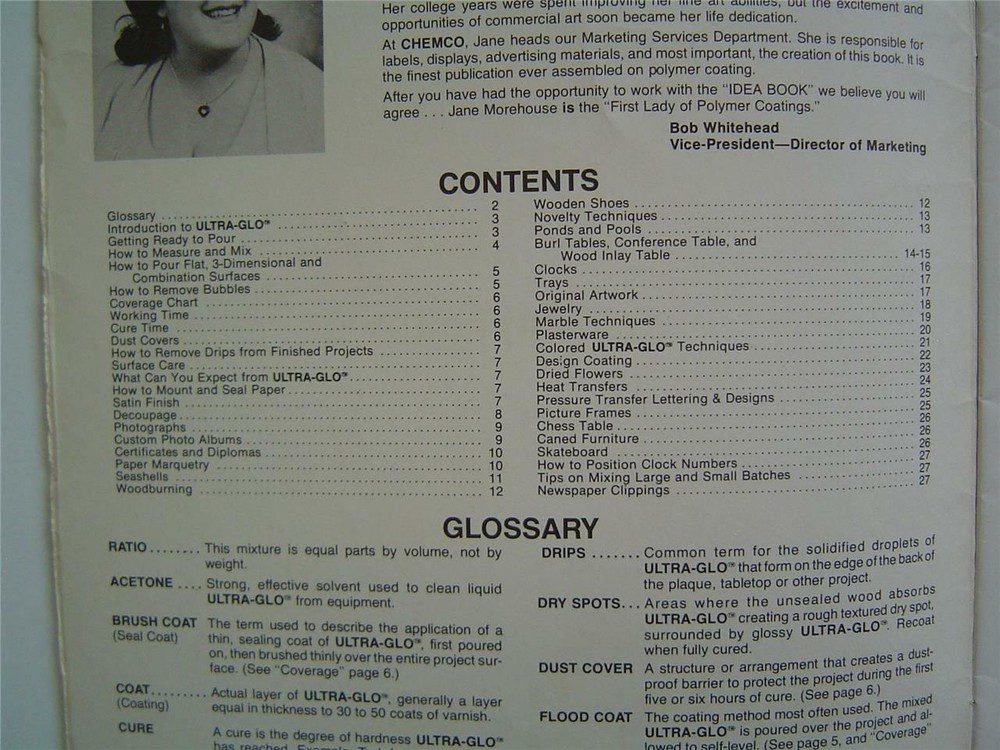 Her college years were spent improving her fine art abilities, but the excitement and
opportunities of commercial art soon became her life dedication.
At CHEMCO, Jane heads our Marketing Services Department. She is responsible for
labels, displays, advertising materials, and most important, the creation of this book. It is
the finest publication ever assembled on polymer coating.
After you have had the opportunity to work with the "IDEA BOOK" we believe you will
agree . . . Jane Morehouse is the "First Lady of Polymer Coatings."
Bob Whitehead
Vice-President—Director of Marketing
CONTENTS
Glossary 2
Introduction to ULTRA-GLO™ 3
Getting Ready to Pour 3
How to Measure and Mix 4
How to Pour Flat, 3-Dimensional and
Combination Surfaces 5
How to Remove Bubbles 5
Coverage Chart 6
Working Time 6
Cure Time 6
Dust Covers 6
How to Remove Drips from Finished Projects 7
Surface Care 7
What Can You Expect from ULTRA-GLO™ 7
How to Mount and Seal Paper 7
Satin Finish 7
Decoupage 8
Photographs 9
Custom Photo Albums 9
Certificates and Diplomas 10
Paper Marquetry 10
Seashells 11
Woodburning 12
Wooden Shoes 12
Novelty Techniques 13
Ponds and Pools 13
Burl Tables, Conference Table, and
Wood Inlay Table 14-15
Clocks 16
Trays 17
Original Artwork 17
Jewelry 18
Marble Techniques 19
Plasterware 20
Colored ULTRA-GLO™ Techniques 21
Design Coating 22
Dried Flowers 23
Heat Transfers 24
Pressure Transfer Lettering & Designs 25
Picture Frames 25
Chess Table 26
Caned Furniture 26
Skateboard 26
How to Position Clock Numbers 27
Tips on Mixing Large and Small Batches 27
Newspaper Clippings 27
GLOSSARY
RATIO ........ This mixture is equal parts by volume, not by
weight.
ACETONE .... Strong, effective solvent used to clean liquid
ULTRA-GLO™ from equipment.
BRUSH COAT The term used to describe the application of a
(Seal Coat) thin, sealing coat of ULTRA-GLO™, first poured
on, then brushed thinly over the entire project sur-
face. (See "Coverage" page 6.)
COAT......... Actual layer of ULTRA-GLO™, generally a layer
(Coating) equal in thickness to 30 to 50 coats of varnish.
CURE A cure is the degree of hardness ULTRA-GLO™
has reached.
DRIPS ....... Common term for the solidified droplets of
ULTRA-GLO™ that form on the edge of the back of
the plaque, tabletop or other project.
DRY SPOTS... Areas where the unsealed wood absorbs
ULTRA-GLO™ creating a rough textured dry spot,
surrounded by glossy ULTRA-GLO™. Recoat
when fully cured.
DUST COVER A structure or arrangement that creates a dust-
proof barrier to protect the project during the first
five or six hours of cure. (See page 6.)
FLOOD COAT The coating method most often used. The mixed
ULTRA-GLO™ is poured over the project and al-
lowed to self-level. (See page 5, and "Coverage"